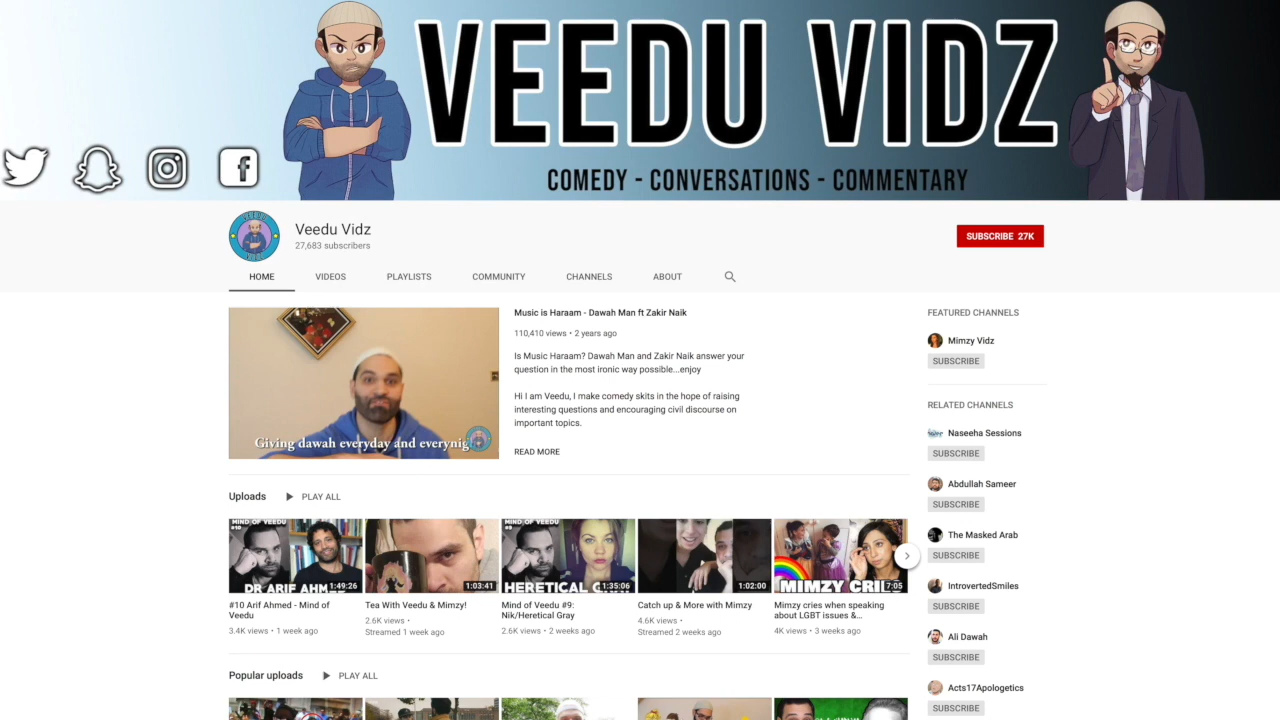 VEEDU VIDZ
COMEDY - CONVERSATIONS - COMMENTARY
VEEDU
VIDZ
Veedu Vidz
27,683 subscribers
SUBSCRIBE 27K
HOME VIDEOS PLAYLISTS COMMUNITY CHANNELS ABOUT
Giving dawah everyday and everynig
Music is Haraam - Dawah Man ft Zakir Naik
110,410 views • 2 years ago
Is Music Haraam? Dawah Man and Zakir Naik answer your
question in the most ironic way possible...enjoy
Hi I am Veedu, I make comedy skits in the hope of raising
interesting questions and encouraging civil discourse on
important topics.
READ MORE
Uploads PLAY ALL
MIND OF VEEDU
#10
DR ARIF AHM
1:49:26
#10 Arif Ahmed - Mind of
Veedu
3.4K views • 1 week ago
1:03:41
Tea With Veedu & Mimzy!
2.6K views •
Streamed 1 week ago
MIND OF VEEDU
#9
HERETICAL G
1:35:06
Mind of Veedu #9:
Nik/Heretical Gray
2.6K views • 2 weeks ago
1:02:00
Catch up & More with Mimzy
4.6K views •
Streamed 2 weeks ago
MIMZY CRI
7:05
Mimzy cries when speaking
about LGBT issues &...
4K views • 3 weeks ago
Popular uploads PLAY ALL
FEATURED CHANNELS
Mimzy Vidz
SUBSCRIBE
RELATED CHANNELS
Naseeha Sessions
SUBSCRIBE
Abdullah Sameer
SUBSCRIBE
The Masked Arab
SUBSCRIBE
IntrovertedSmiles
SUBSCRIBE
Ali Dawah
SUBSCRIBE
Acts17Apologetics
SUBSCRIBE